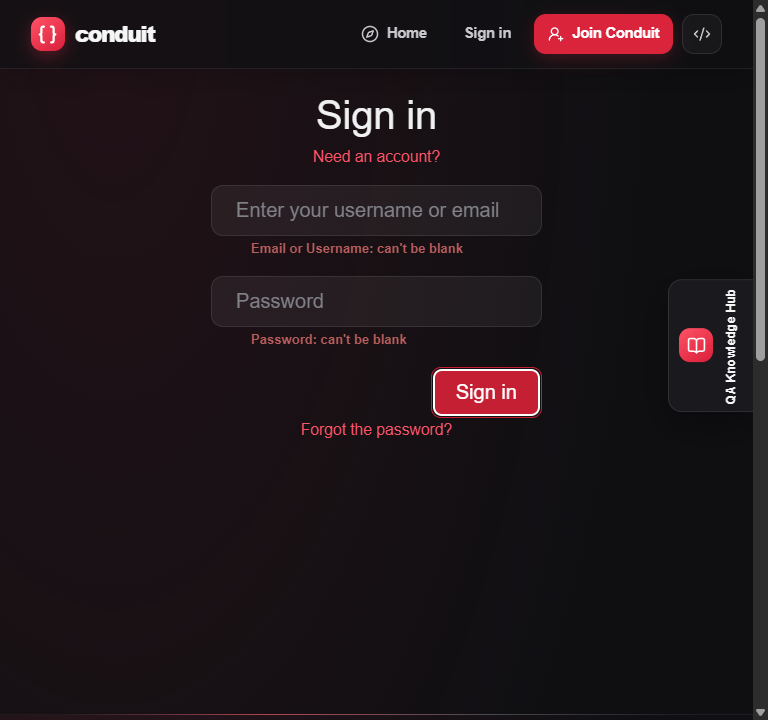 { } conduit
Home
Sign in
Join Conduit
</>
Sign in
Need an account?
Enter your username or email
Email or Username: can't be blank
Password
Password: can't be blank
Sign in
Forgot the password?
QA Knowledge Hub